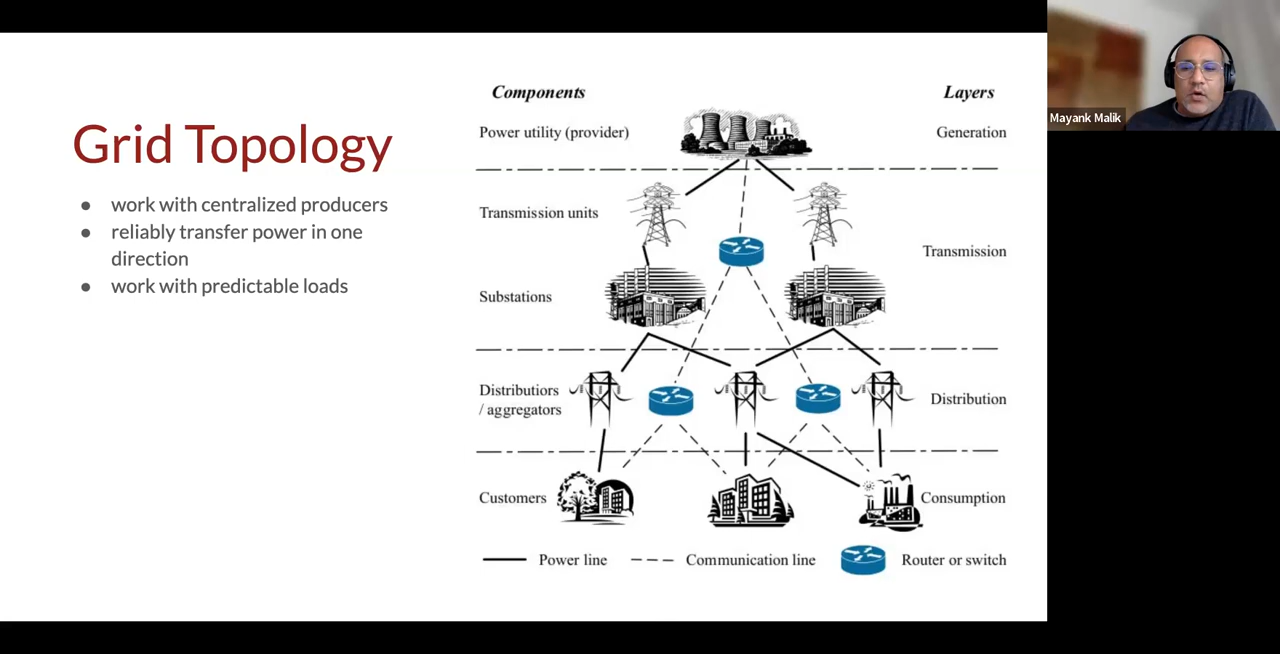 Grid Topology
● work with centralized producers
● reliably transfer power in one
direction
● work with predictable loads
Components
Layers
Power utility (provider)
Generation
Transmission units
Transmission
Substations
Distributiors
/ aggregators
Distribution
Customers
Consumption
Power line
Communication line
Router or switch
Mayank Malik